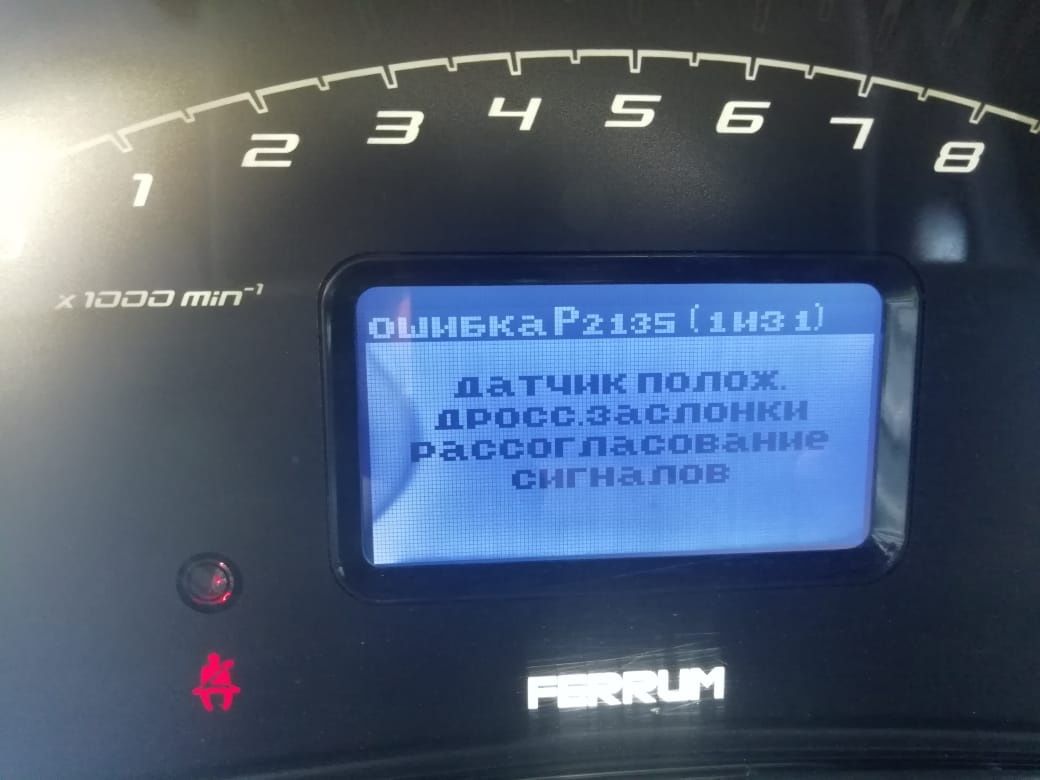 1 2 3 4 5 6 7 8
x 1000 min⁻¹
ошибка P2135 (1 из 1)
датчик полож.
дросс.заслонки
рассогласование
сигналов
FERRUM